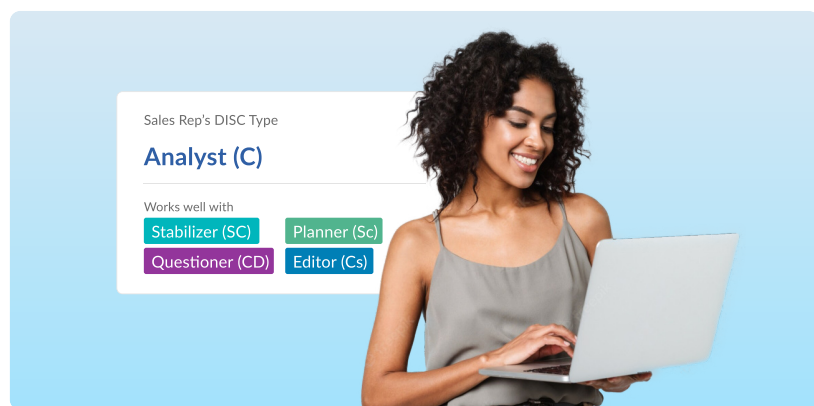 Sales Rep's DISC Type
Analyst (C)
Works well with
Stabilizer (SC)
Planner (Sc)
Questioner (CD)
Editor (Cs)